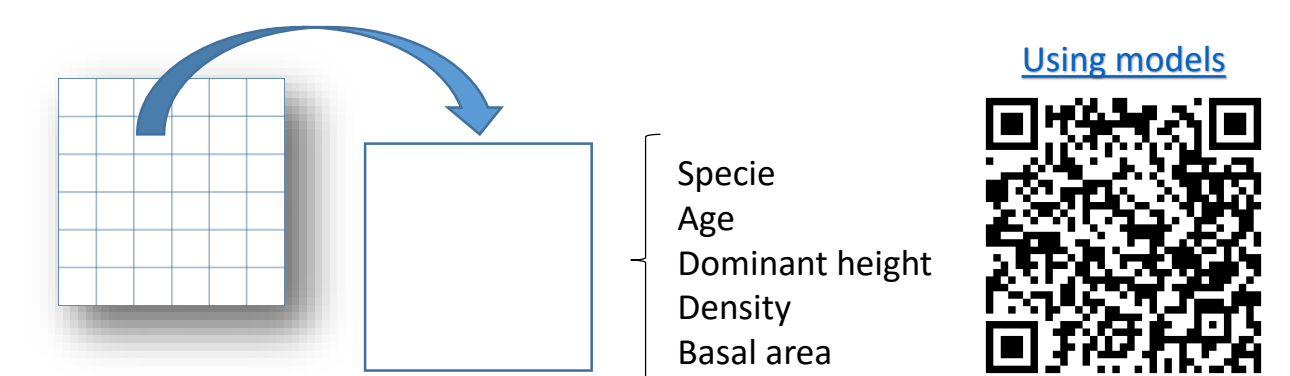 Using models
Specie
Age
Dominant height
Density
Basal area